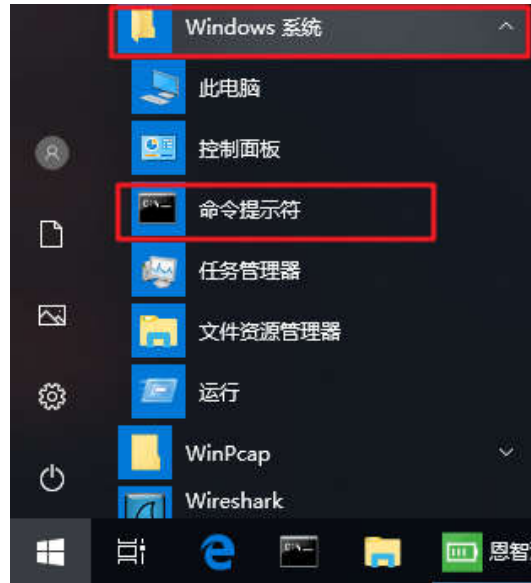 Windows 系统
此电脑
控制面板
命令提示符
任务管理器
文件资源管理器
运行
WinPcap
Wireshark
恩智